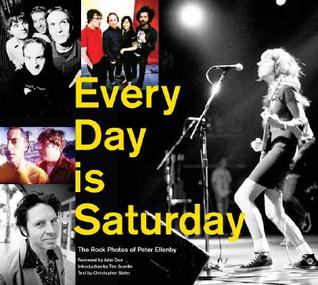 Every
Day
is
Saturday
The Rock Photos of Peter Ellenby
Foreword by John Doe
Introduction by Tim Scanlin
Text by Christopher Slater